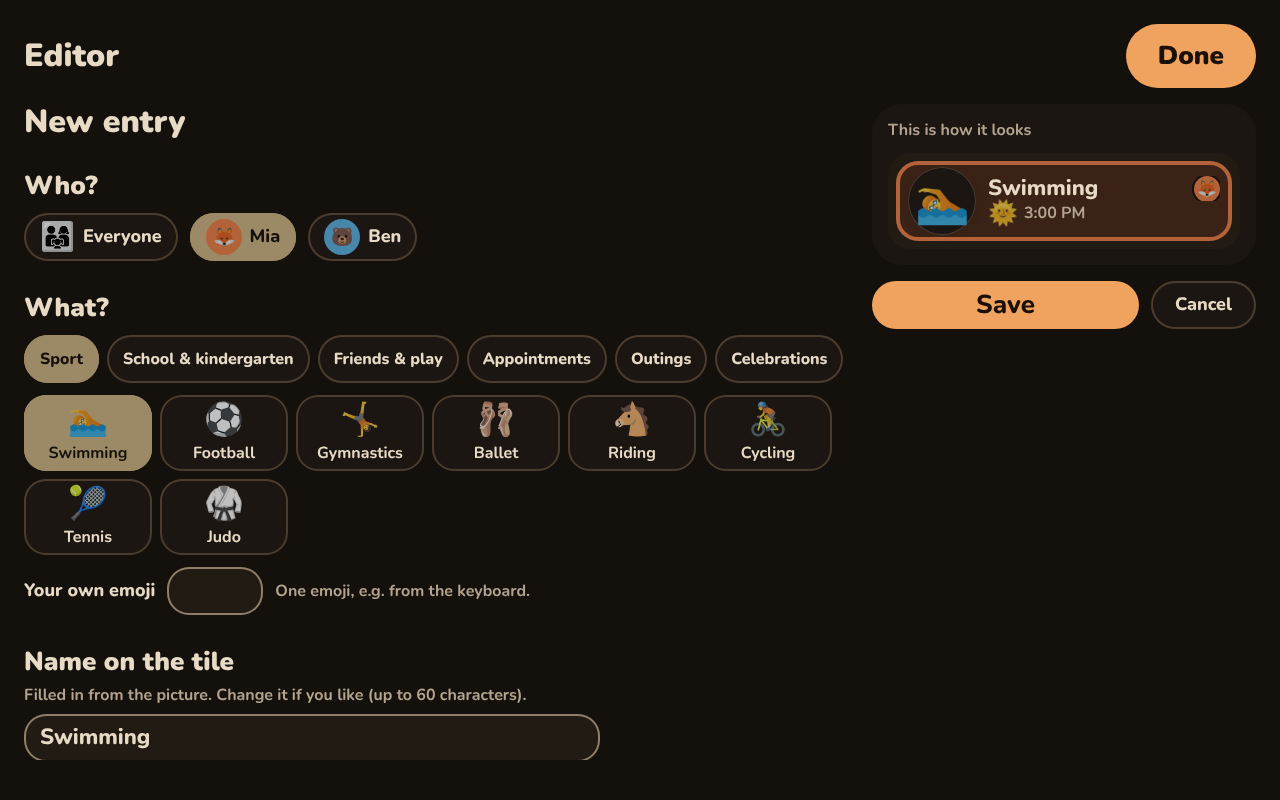 Editor
Done
New entry
Who?
Everyone
Mia
Ben
What?
Sport
School & kindergarten
Friends & play
Appointments
Outings
Celebrations
Swimming
Football
Gymnastics
Ballet
Riding
Cycling
Tennis
Judo
Your own emoji
One emoji, e.g. from the keyboard.
Name on the tile
Filled in from the picture. Change it if you like (up to 60 characters).
Swimming
This is how it looks
Swimming
3:00 PM
Save
Cancel